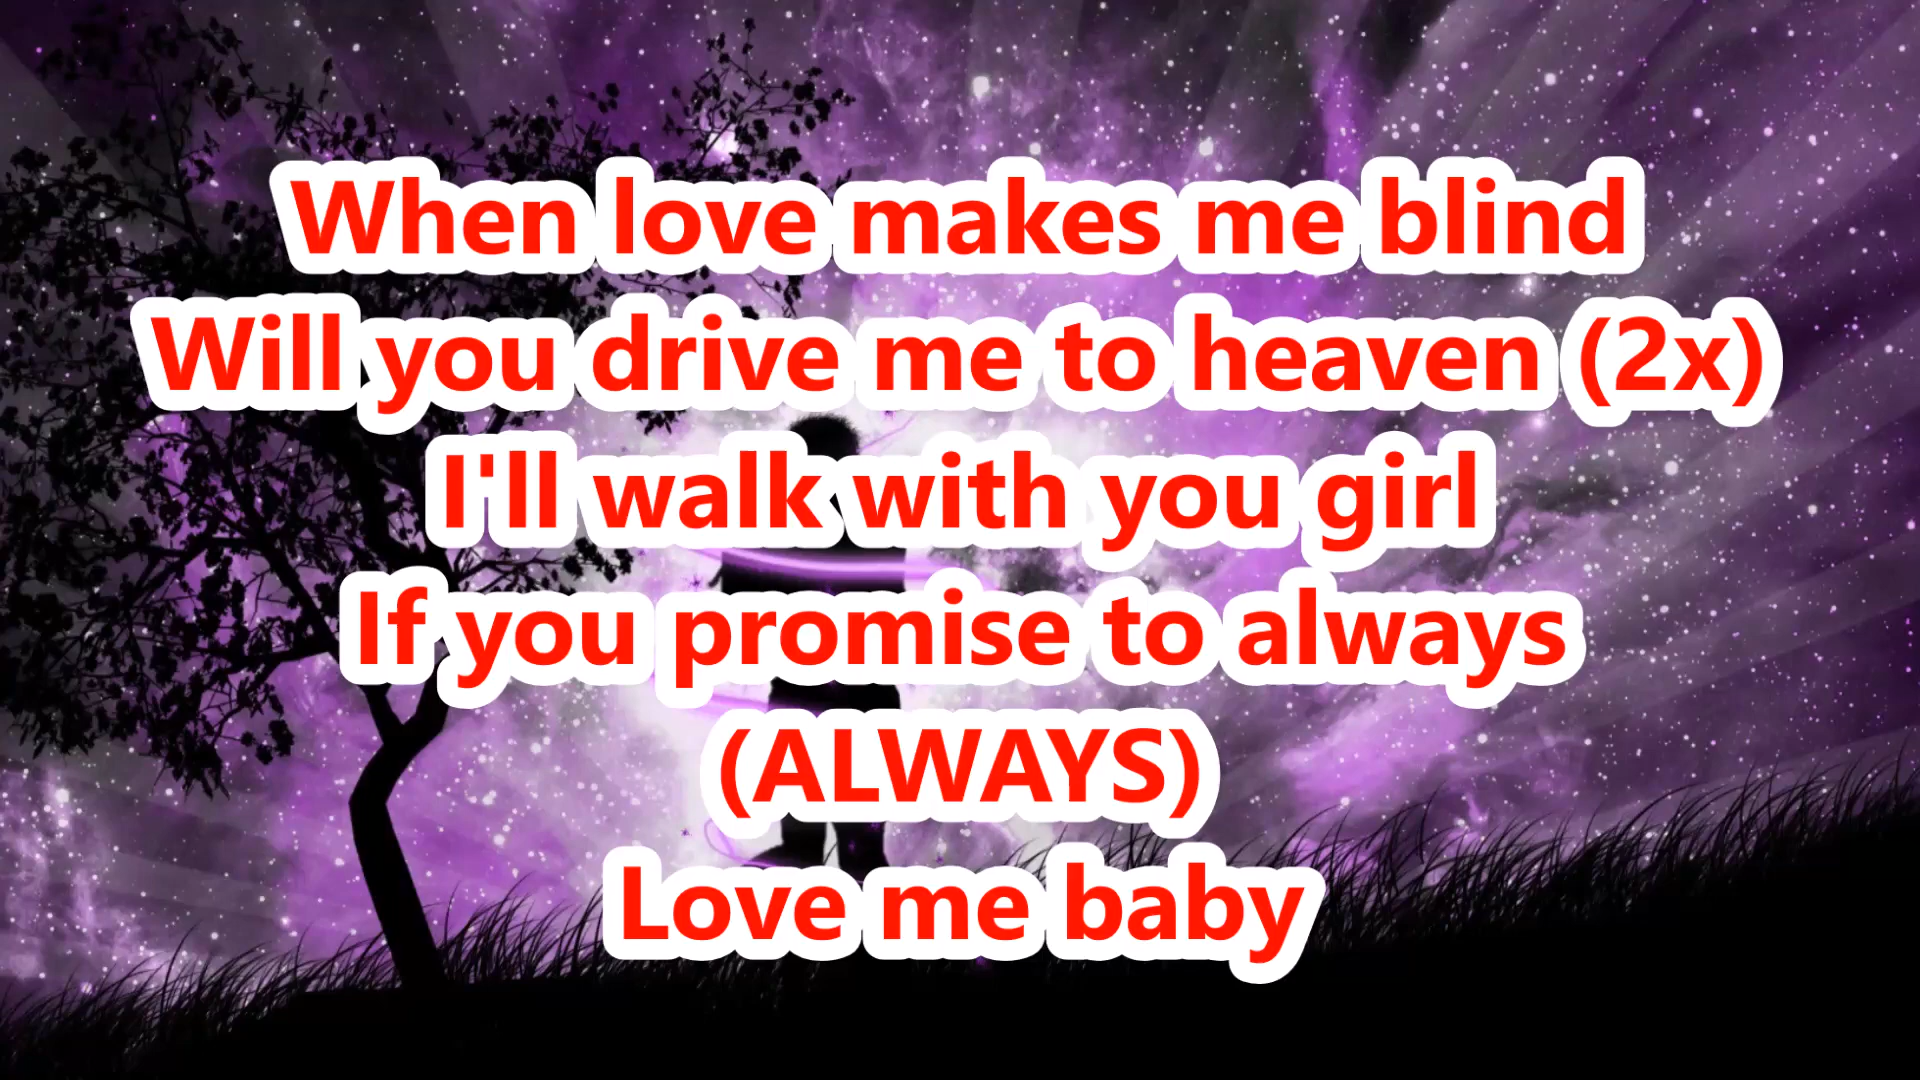 When love makes me blind
Will you drive me to heaven (2x)
I'll walk with you girl
If you promise to always
(ALWAYS)
Love me baby